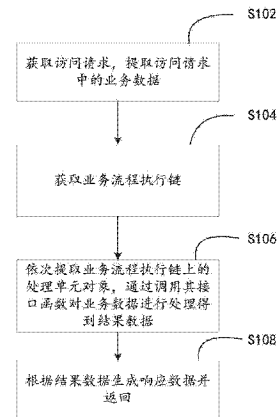 S102
获取访问请求，提取访问请求
中的业务数据
S104
获取业务流程执行链
S106
依次提取业务流程执行链上的
处理单元对象，通过调用其接
口函数对业务数据进行处理得
到结果数据
S108
根据结果数据生成响应数据并
返回